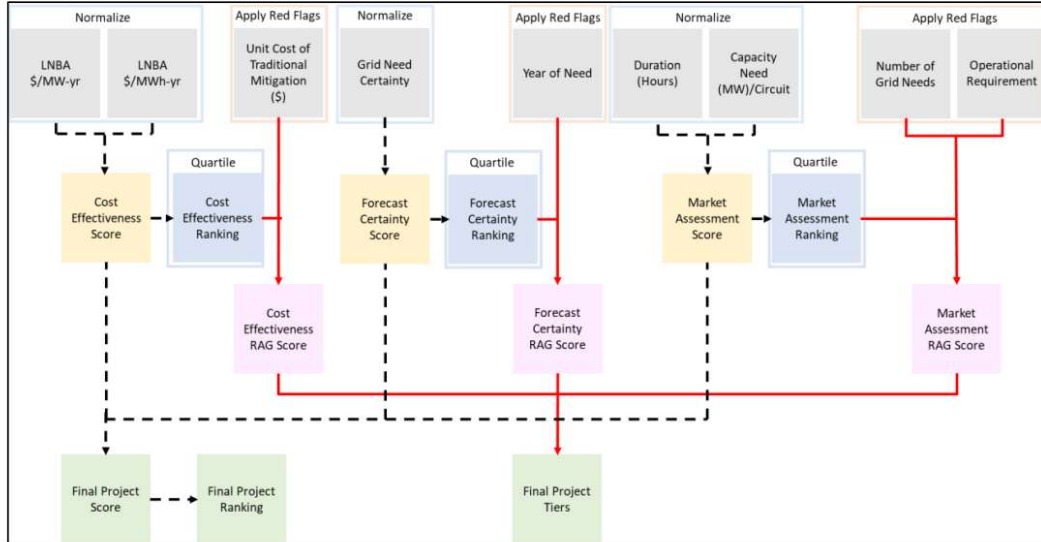 Normalize
Apply Red Flags
Normalize
Apply Red Flags
Normalize
Apply Red Flags
LNBA
$/MW-yr
LNBA
$/MWh-yr
Unit Cost of
Traditional
Mitigation
($)
Grid Need
Certainty
Year of Need
Duration
(Hours)
Capacity
Need
(MW)/Circuit
Number of
Grid Needs
Operational
Requirement
Cost
Effectiveness
Score
Quartile
Cost
Effectiveness
Ranking
Forecast
Certainty
Score
Quartile
Forecast
Certainty
Ranking
Market
Assessment
Score
Quartile
Market
Assessment
Ranking
Cost
Effectiveness
RAG Score
Forecast
Certainty
RAG Score
Market
Assessment
RAG Score
Final Project
Score
Final Project
Ranking
Final Project
Tiers